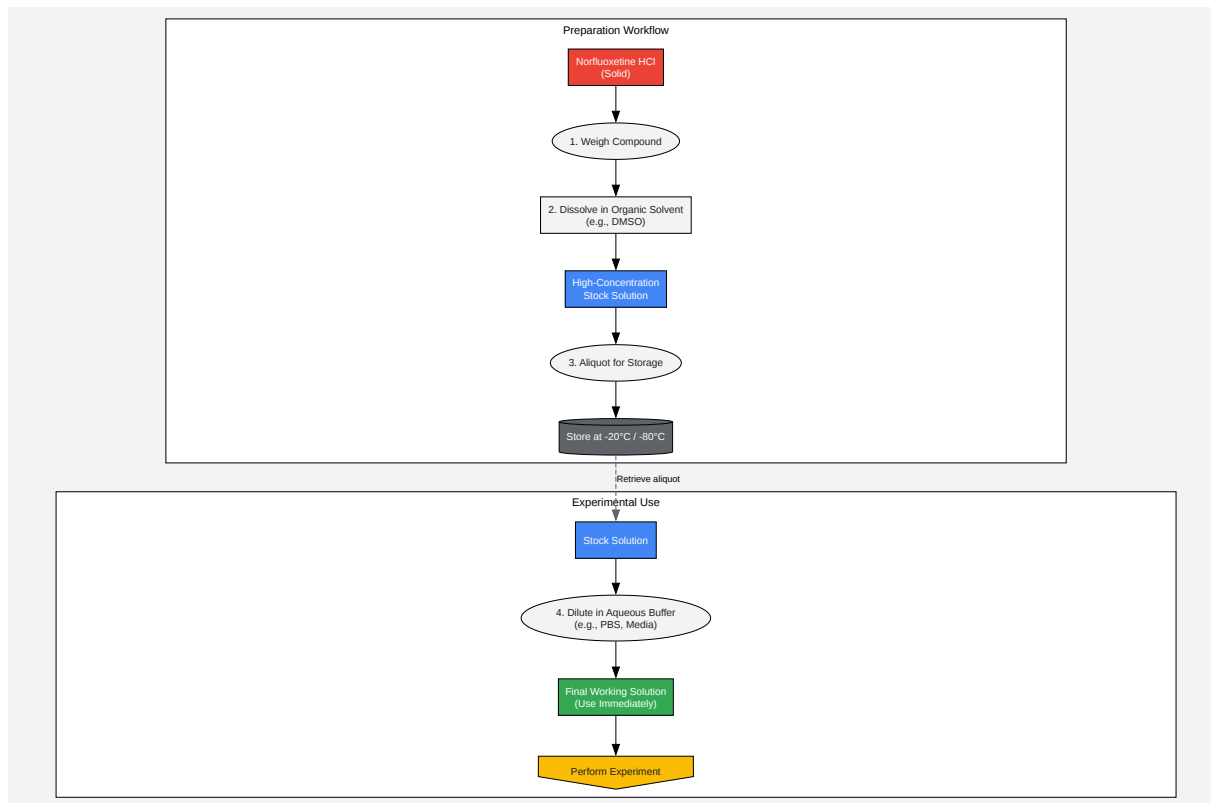 Preparation Workflow
Norfluoxetine HCl
(Solid)
1. Weigh Compound
2. Dissolve in Organic Solvent
(e.g., DMSO)
High-Concentration
Stock Solution
3. Aliquot for Storage
Store at -20°C / -80°C
Retrieve aliquot
Experimental Use
Stock Solution
4. Dilute in Aqueous Buffer
(e.g., PBS, Media)
Final Working Solution
(Use Immediately)
Perform Experiment